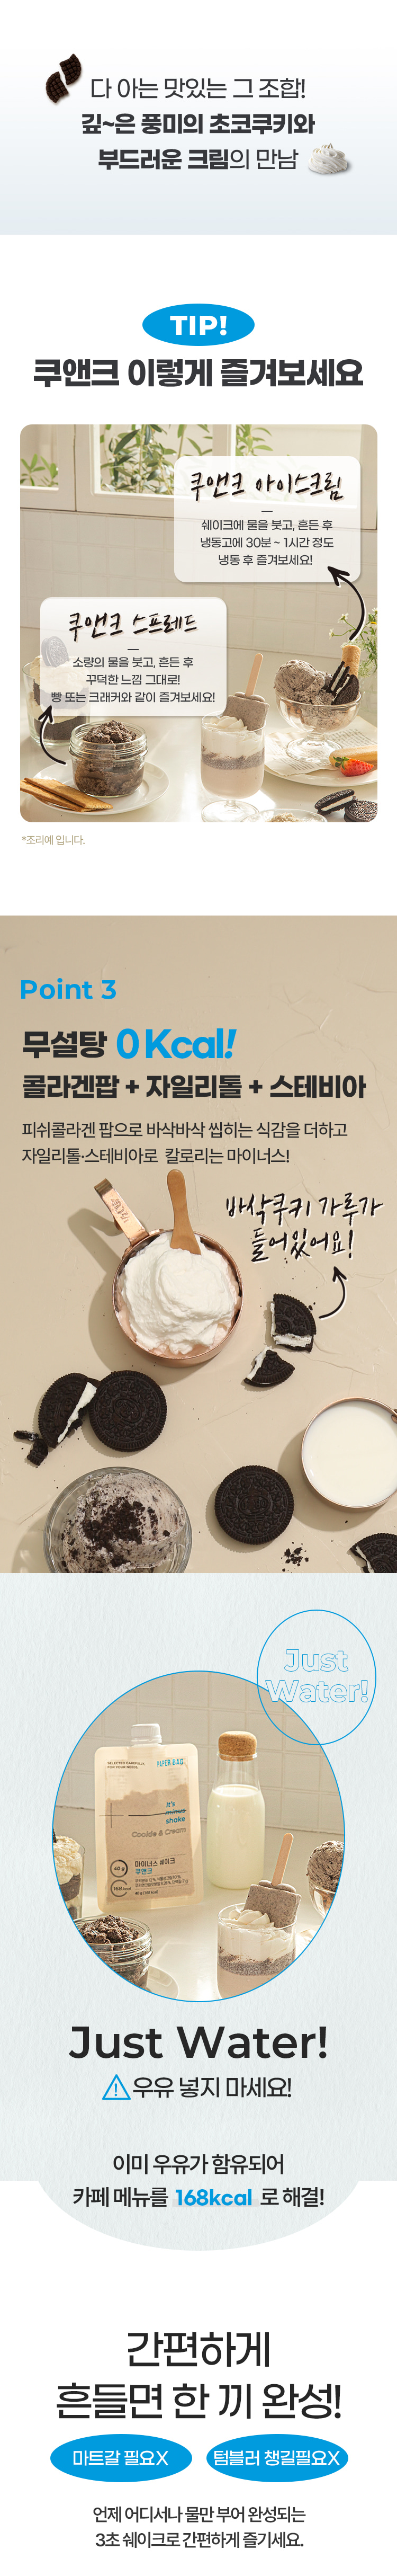 다 아는 맛있는 그 조합!
깊~은 풍미의 초코쿠키와
부드러운 크림의 만남
TIP!
쿠앤크 이렇게 즐겨보세요
쿠앤크 아이스크림
쉐이크에 물을 붓고, 흔든 후
냉동고에 30분 ~ 1시간 정도
냉동 후 즐겨보세요!
쿠앤크 스프레드
소량의 물을 붓고, 흔든 후
꾸덕한 느낌 그대로!
빵 또는 크래커와 같이 즐겨보세요!
*조리예 입니다.
Point 3
무설탕 0 Kcal!
콜라겐팝 + 자일리톨 + 스테비아
피쉬콜라겐 팝으로 바삭바삭 씹히는 식감을 더하고
자일리톨·스테비아로 칼로리는 마이너스!
바삭쿠키 가루가
들어있어요!
Just
Water!
PAPER B.A.G
It's
minus
shake
Cookie & Cream
40 g
마이너스 쉐이크
쿠앤크
168 kcal
Just Water!
우유 넣지 마세요!
이미 우유가 함유되어
카페 메뉴를 168kcal 로 해결!
간편하게
흔들면 한 끼 완성!
마트갈 필요X
텀블러 챙길필요X
언제 어디서나 물만 부어 완성되는
3초 쉐이크로 간편하게 즐기세요.